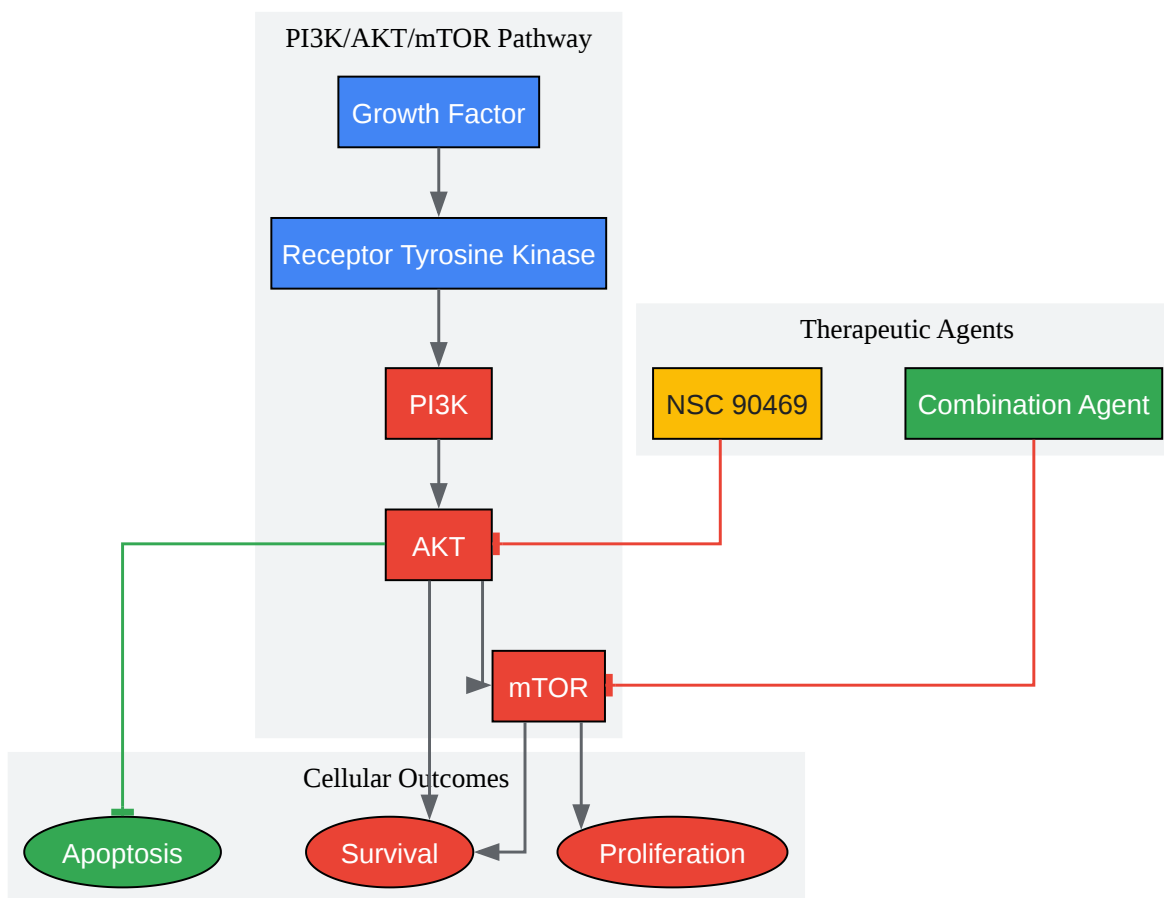 PI3K/AKT/mTOR Pathway
Growth Factor
Receptor Tyrosine Kinase
Therapeutic Agents
PI3K
NSC 90469
Combination Agent
AKT
mTOR
Cellular Outcomes
Apoptosis
Survival
Proliferation